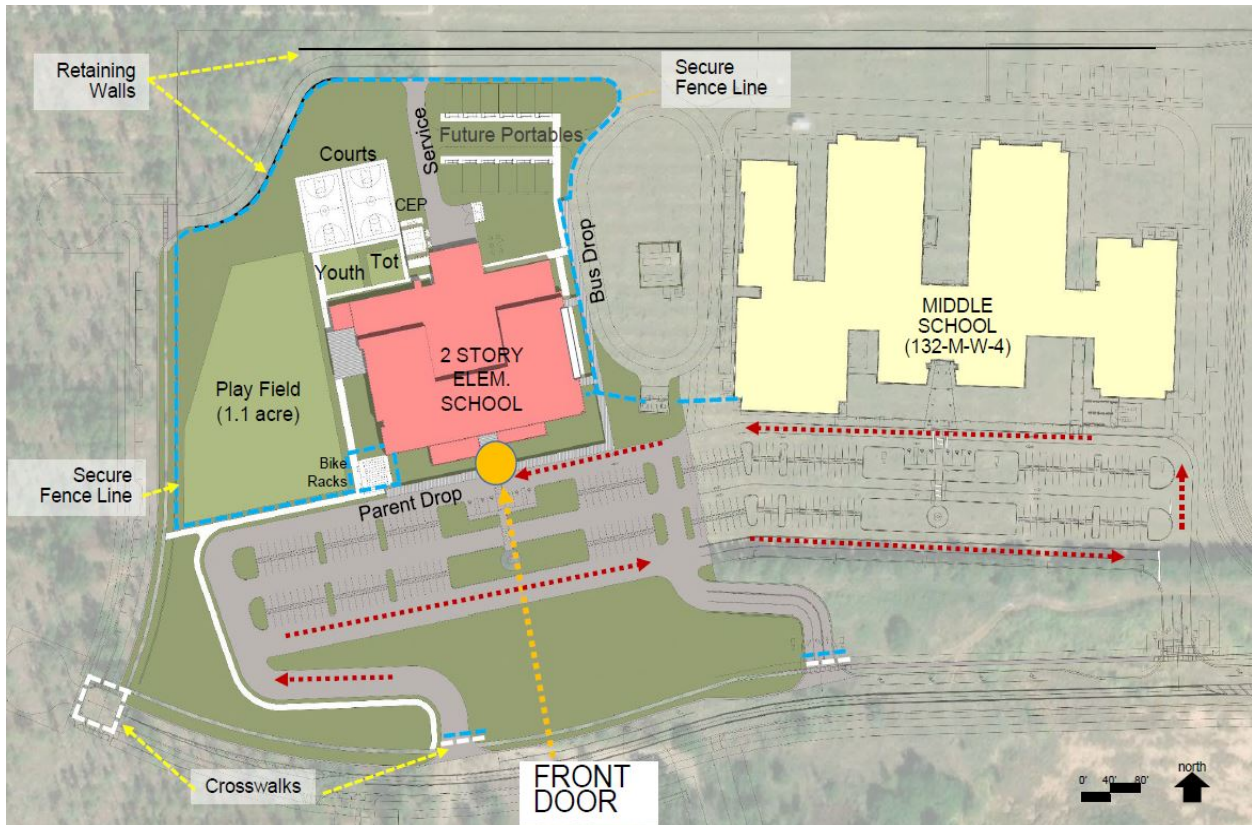 Retaining
Walls
Secure
Fence Line
Service
Future Portables
Courts
CEP
Tot
Youth
Bus Drop
MIDDLE
SCHOOL
(132-M-W-4)
2 STORY
ELEM.
SCHOOL
Play Field
(1.1 acre)
Secure
Fence Line
Bike
Racks
Parent Drop
Crosswalks
FRONT
DOOR
0' 40' 80'
north